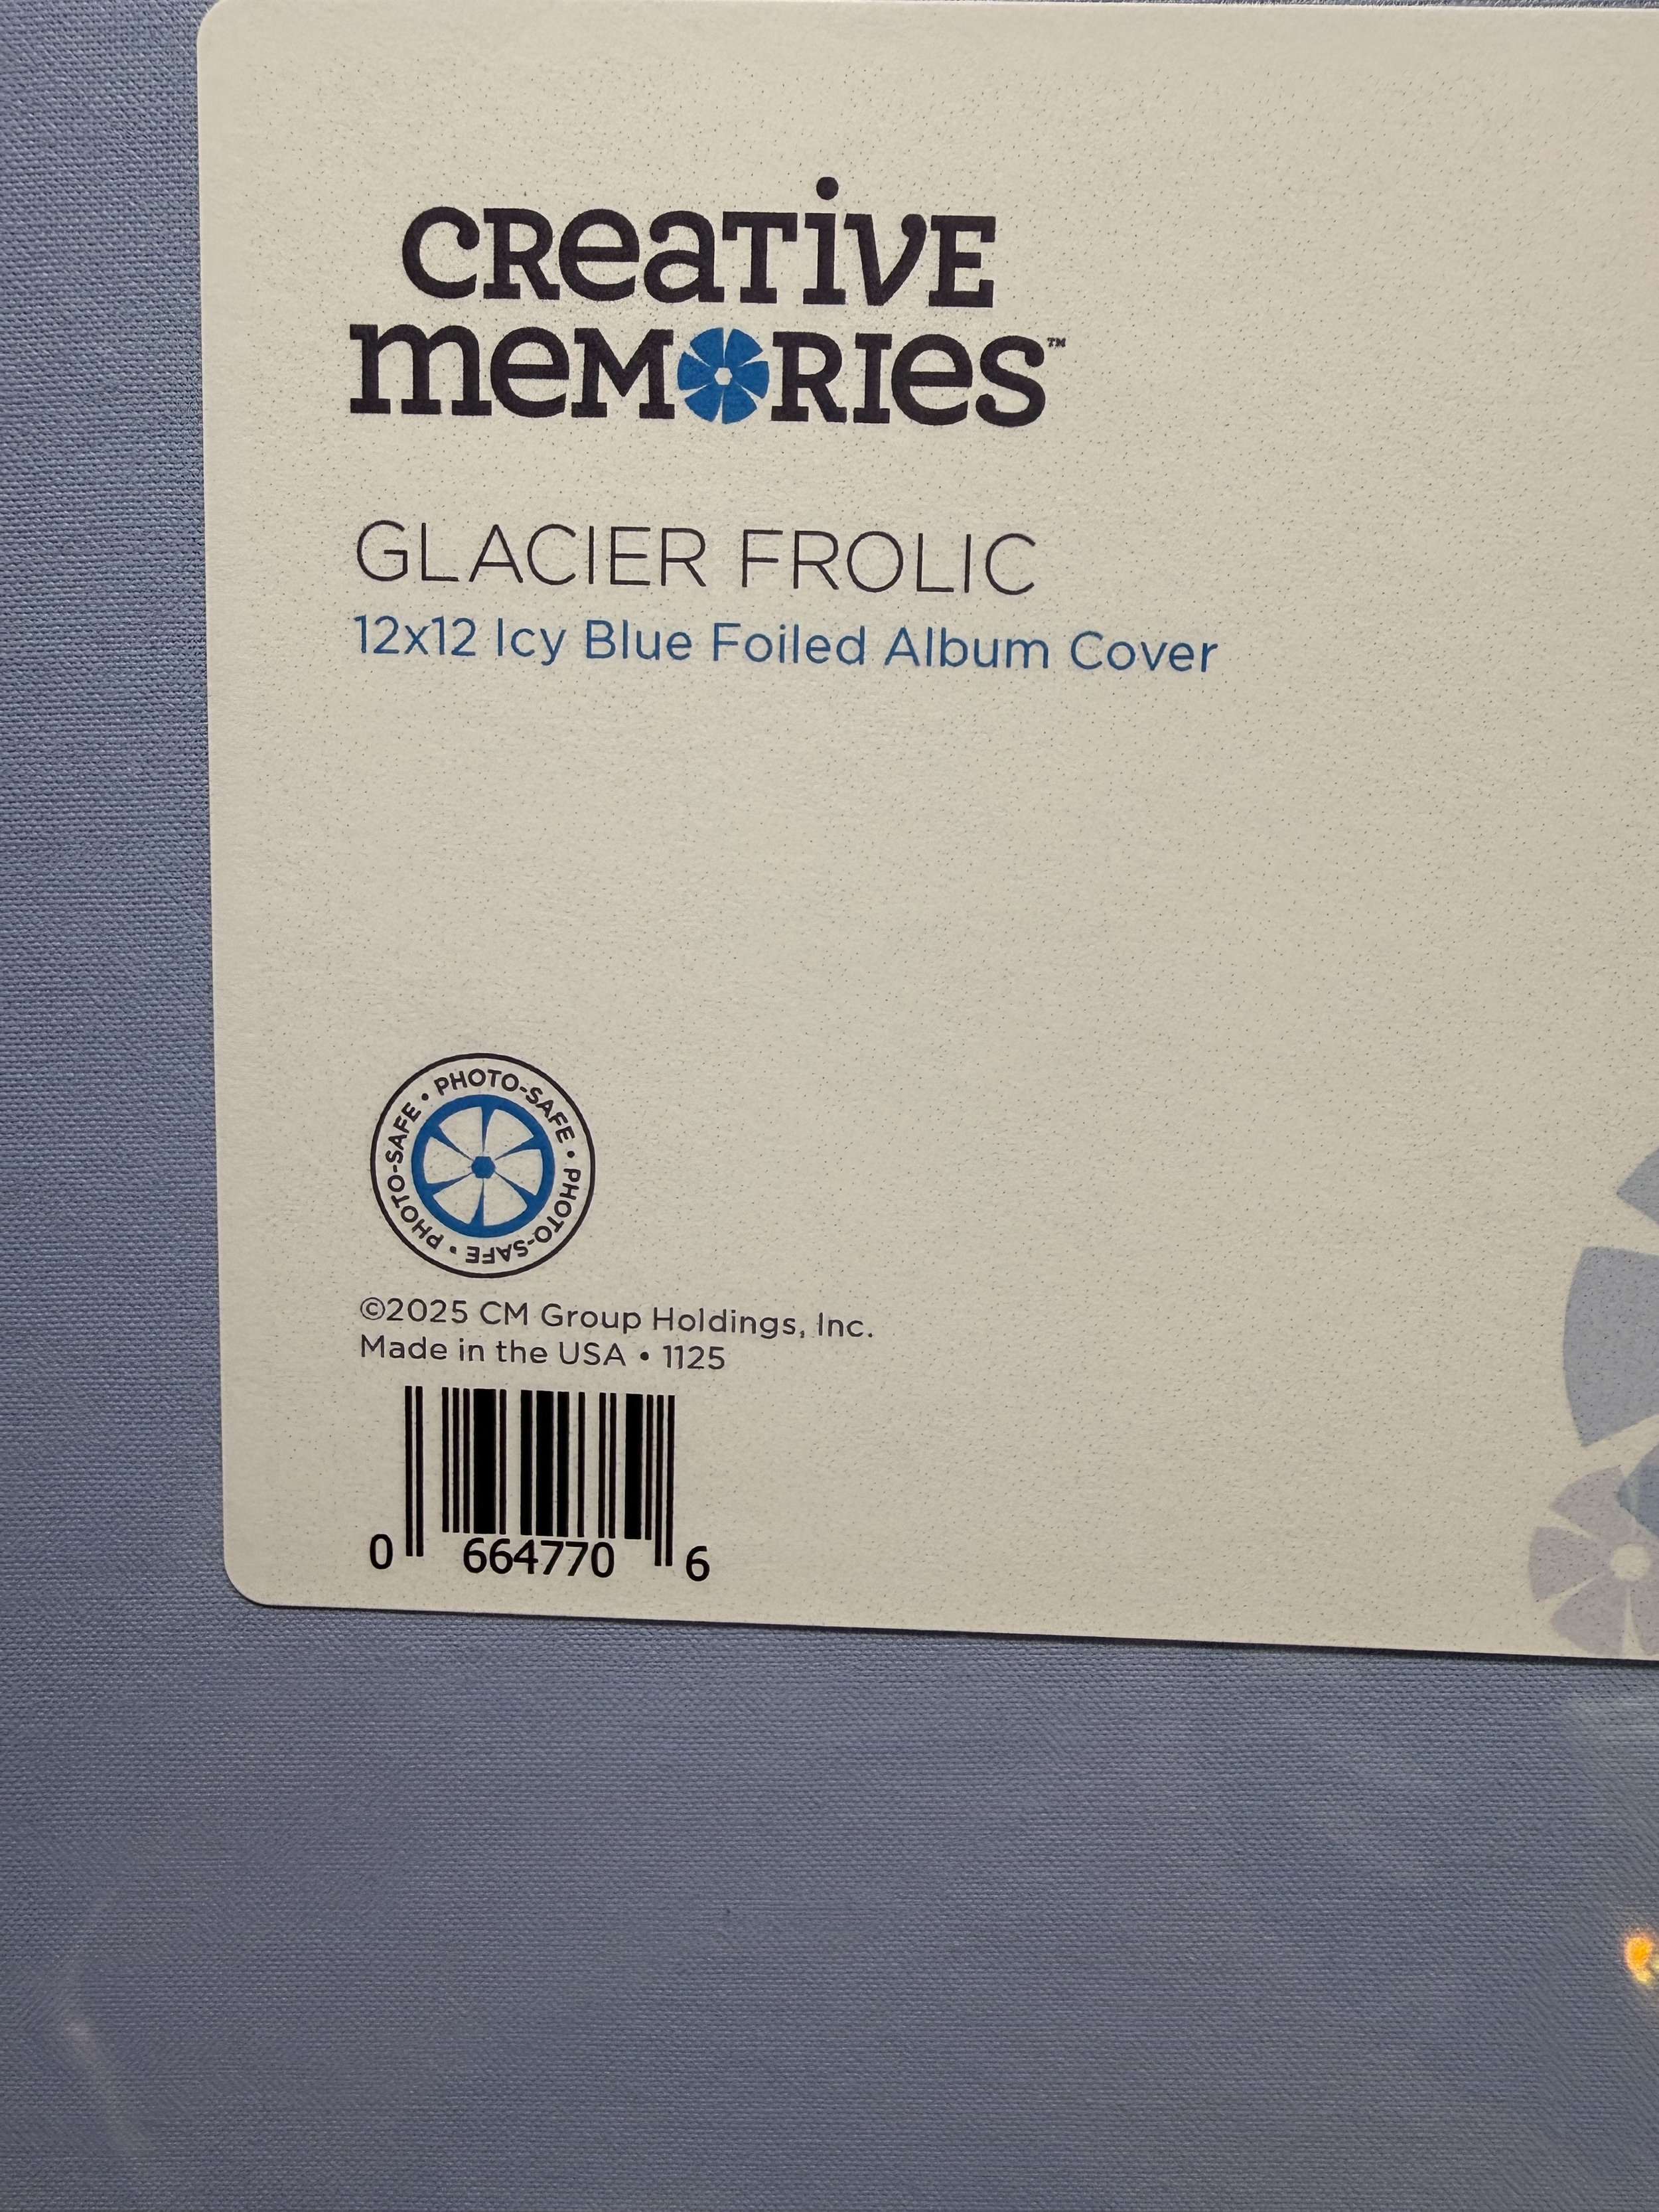 CREATIVE
MEMORIES™
GLACIER FROLIC
12x12 Icy Blue Foiled Album Cover
PHOTO-SAFE • PHOTO-SAFE • PHOTO-SAFE •
©2025 CM Group Holdings, Inc.
Made in the USA • 1125
0 664770 6